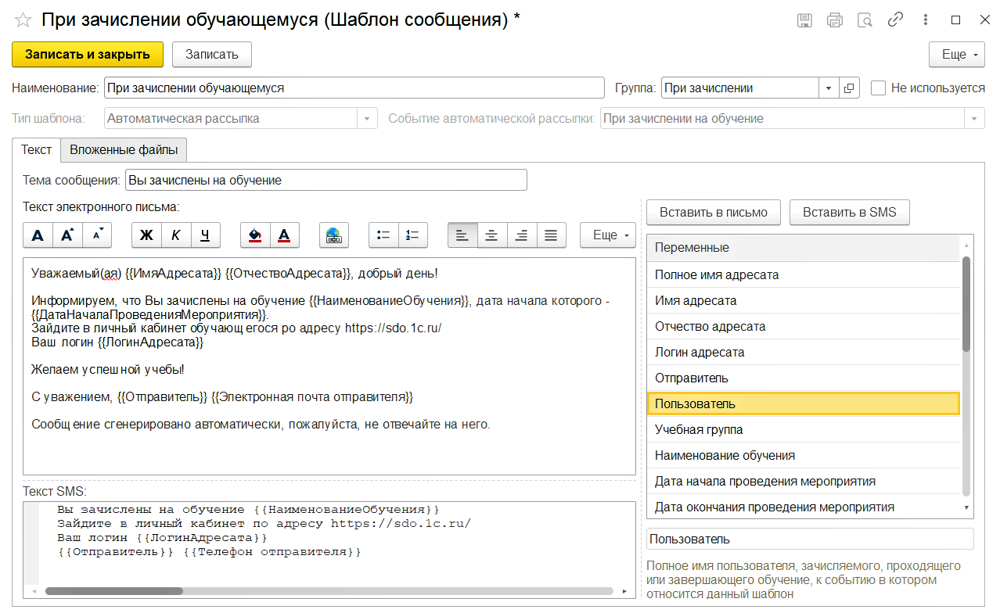 При зачислении обучающемуся (Шаблон сообщения) *
Записать и закрыть
Записать
Еще
Наименование: При зачислении обучающемуся
Группа: При зачислении
Не используется
Тип шаблона: Автоматическая рассылка
Событие автоматической рассылки: При зачислении на обучение
Текст
Вложенные файлы
Тема сообщения: Вы зачислены на обучение
Текст электронного письма:
А А А Ж К Ч А Еще
Уважаемый(ая) {{ИмяАдресата}} {{ОтчествоАдресата}}, добрый день!
Информируем, что Вы зачислены на обучение {{НаименованиеОбучения}}, дата начала которого -
{{ДатаНачалаПроведенияМероприятия}}.
Зайдите в личный кабинет обучающегося ро адресу https://sdo.1c.ru/
Ваш логин {{ЛогинАдресата}}
Желаем успешной учебы!
С уважением, {{Отправитель}} {{Электронная почта отправителя}}
Сообщение сгенерировано автоматически, пожалуйста, не отвечайте на него.
Текст SMS:
Вы зачислены на обучение {{НаименованиеОбучения}}
Зайдите в личный кабинет по адресу https://sdo.1c.ru/
Ваш логин {{ЛогинАдресата}}
{{Отправитель}} {{Телефон отправителя}}
Вставить в письмо
Вставить в SMS
Переменные
Полное имя адресата
Имя адресата
Отчество адресата
Логин адресата
Отправитель
Пользователь
Учебная группа
Наименование обучения
Дата начала проведения мероприятия
Дата окончания проведения мероприятия
Пользователь
Полное имя пользователя, зачисляемого, проходящего
или завершающего обучение, к событию в котором
относится данный шаблон